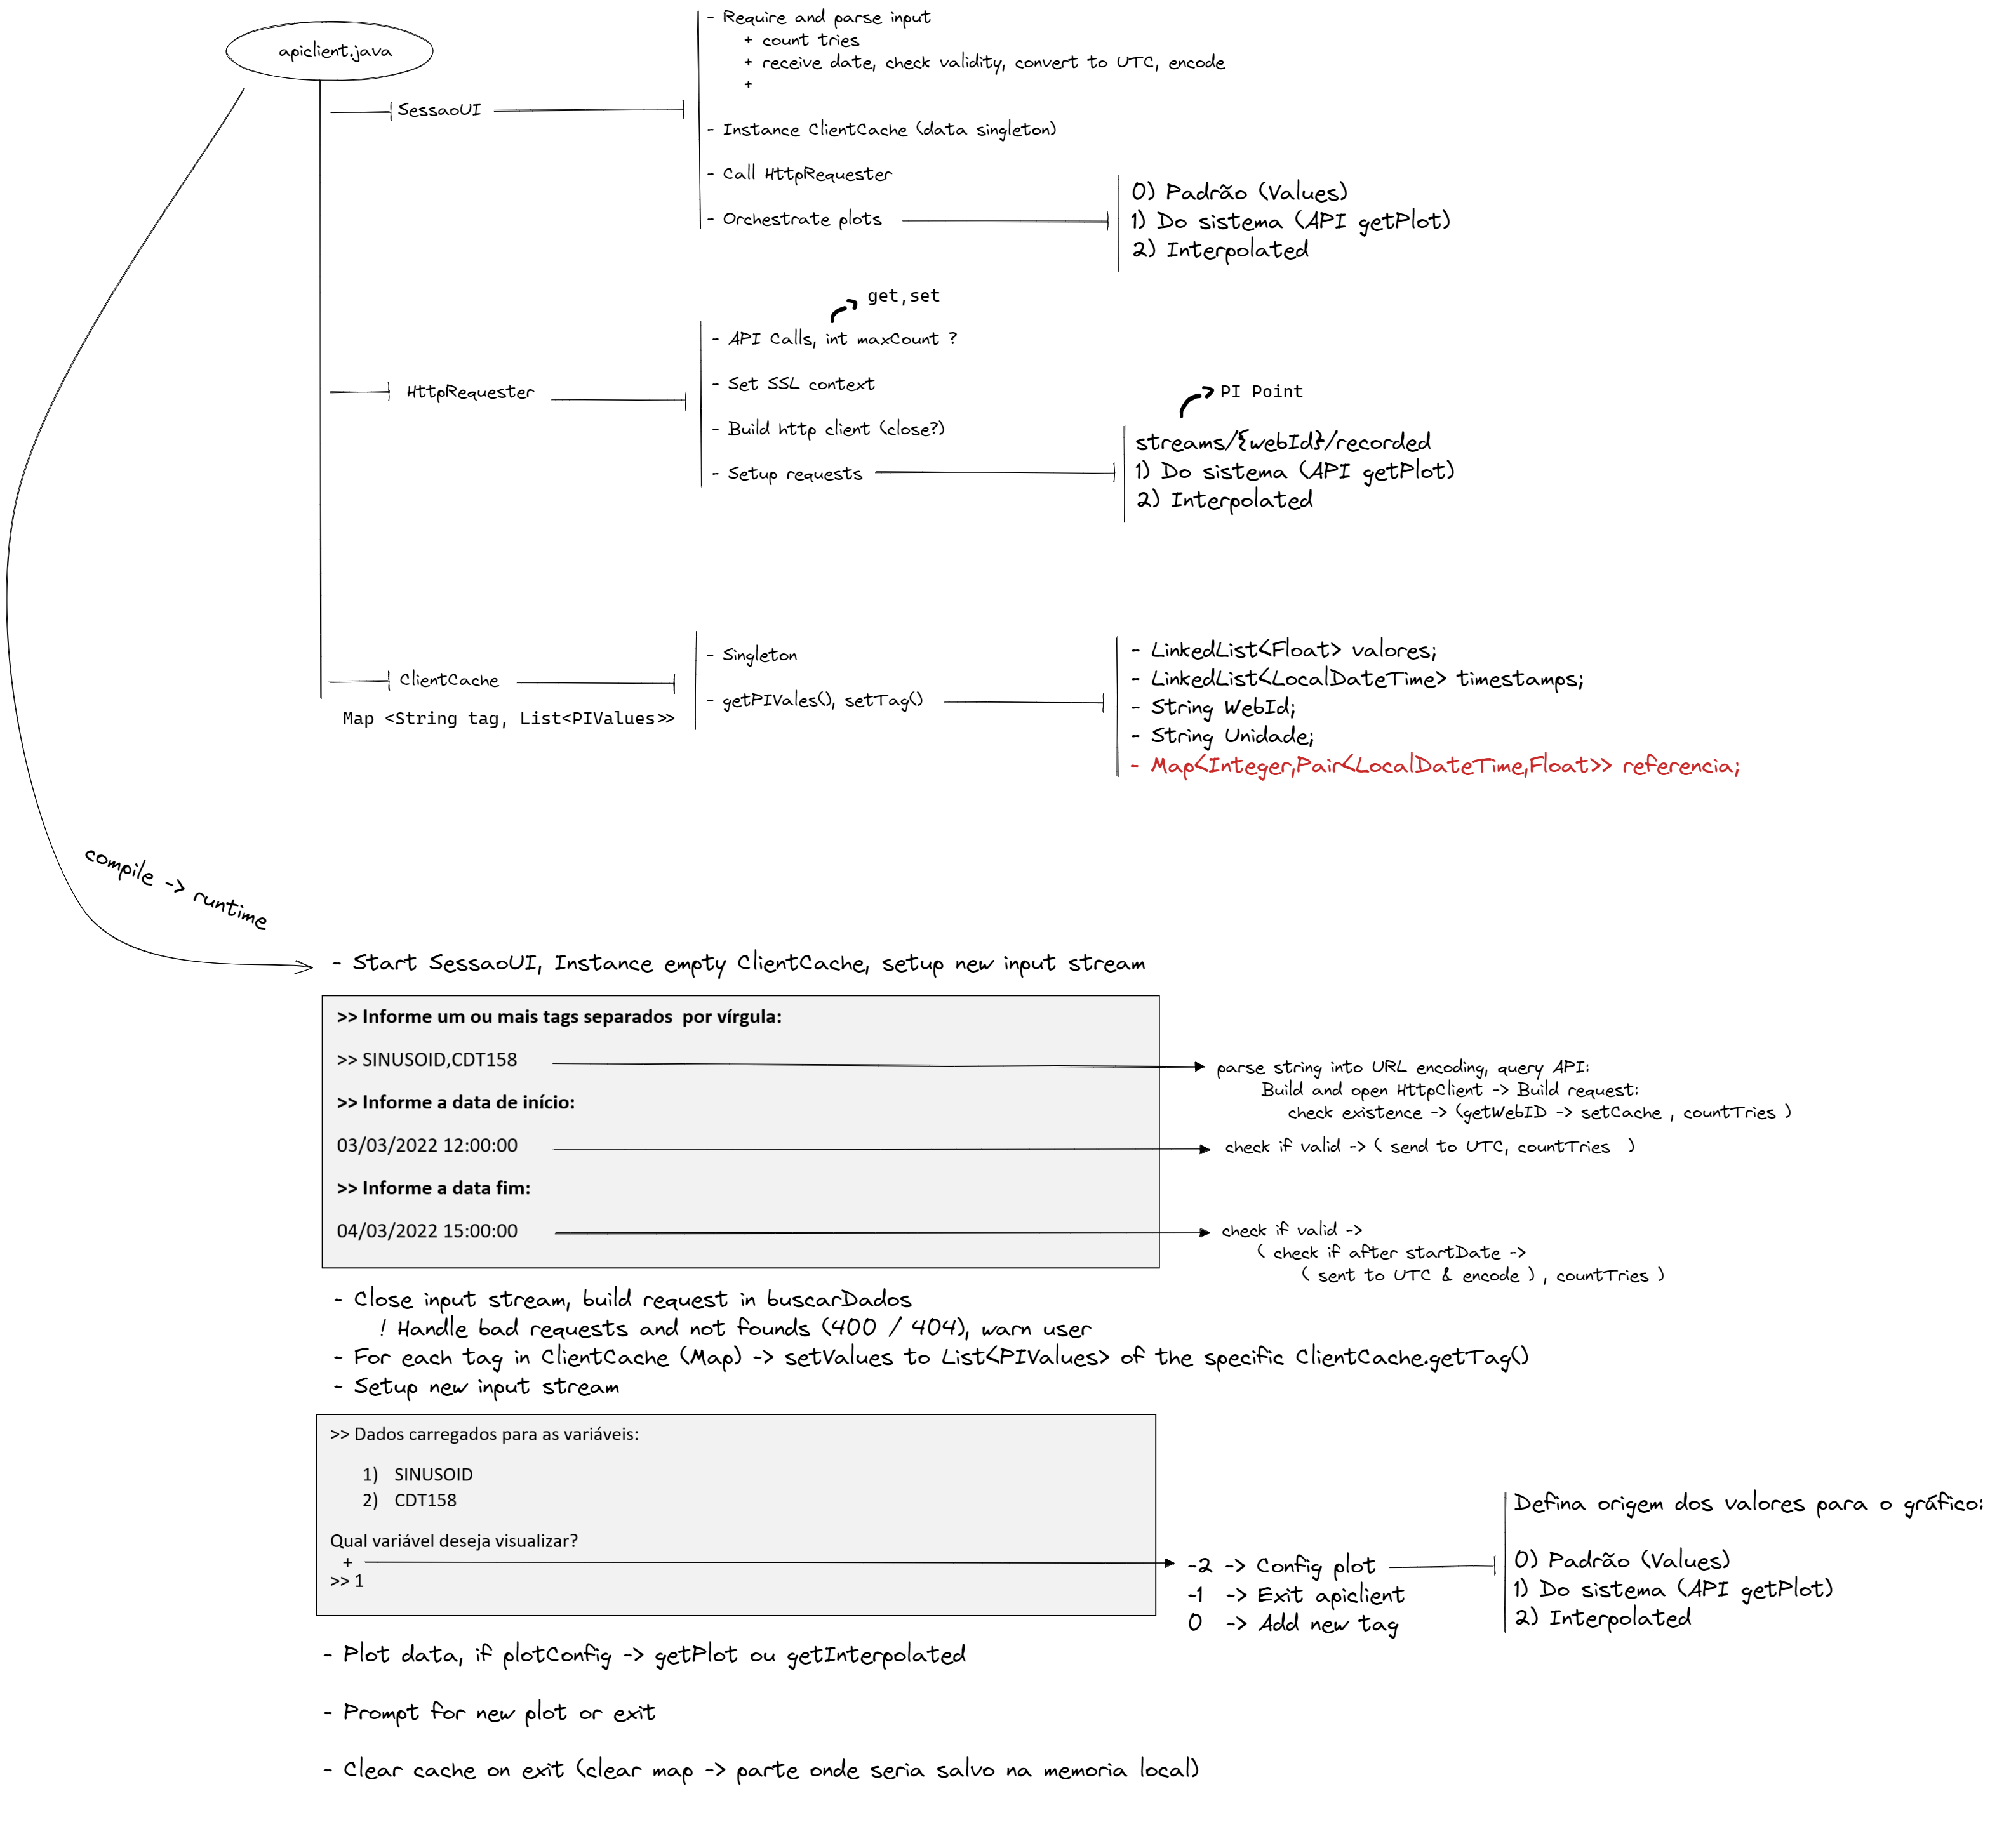 apiclient.java
SessaoUI
- Require and parse input
+ count tries
+ receive date, check validity, convert to UTC, encode
+
- Instance ClientCache (data singleton)
- Call HttpRequester
- Orchestrate plots
0) Padrão (Values)
1) Do sistema (API getPlot)
2) Interpolated
HttpRequester
get,set
- API Calls, int maxCount ?
- Set SSL context
- Build http client (close?)
- Setup requests
PI Point
streams/{webId}/recorded
1) Do sistema (API getPlot)
2) Interpolated
ClientCache
Map <String tag, List<PIValues>>
- Singleton
- getPIVales(), setTag()
- LinkedList<Float> valores;
- LinkedList<LocalDateTime> timestamps;
- String WebId;
- String Unidade;
- Map<Integer,Pair<LocalDateTime,Float>> referencia;
compile -> runtime
- Start SessaoUI, Instance empty ClientCache, setup new input stream
>> Informe um ou mais tags separados  por vírgula:
>> SINUSOID,CDT158
parse string into URL encoding, query API:
Build and open HttpClient -> Build request:
check existence -> (getWebID -> setCache , countTries )
>> Informe a data de início:
03/03/2022 12:00:00
check if valid -> ( send to UTC, countTries  )
>> Informe a data fim:
04/03/2022 15:00:00
check if valid ->
( check if after startDate ->
( sent to UTC & encode ) , countTries )
- Close input stream, build request in buscarDados
! Handle bad requests and not founds (400 / 404), warn user
- For each tag in ClientCache (Map) -> setValues to List<PIValues> of the specific ClientCache.getTag()
- Setup new input stream
>> Dados carregados para as variáveis:
1) SINUSOID
2) CDT158
Qual variável deseja visualizar?
+
>> 1
-2 -> Config plot
-1 -> Exit apiclient
0 -> Add new tag
Defina origem dos valores para o gráfico:
0) Padrão (Values)
1) Do sistema (API getPlot)
2) Interpolated
- Plot data, if plotConfig -> getPlot ou getInterpolated
- Prompt for new plot or exit
- Clear cache on exit (clear map -> parte onde seria salvo na memoria local)